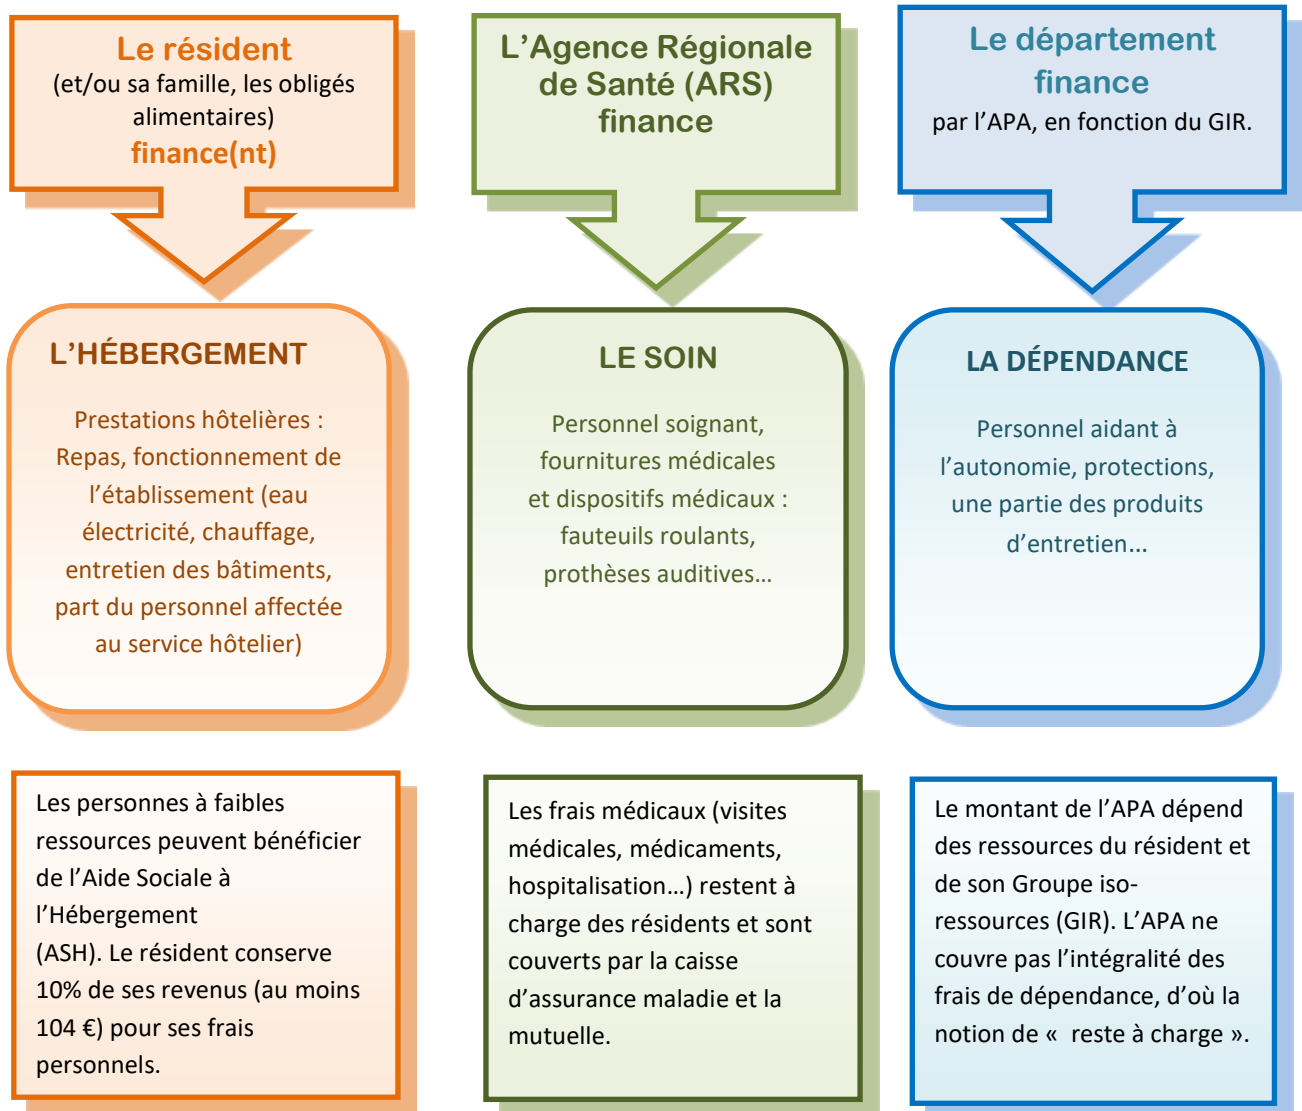 Le résident
(et/ou sa famille, les obligés
alimentaires)
finance(nt)
L’HÉBERGEMENT
Prestations hôtelières :
Repas, fonctionnement de
l’établissement (eau
électricité, chauffage,
entretien des bâtiments,
part du personnel affectée
au service hôtelier)
Les personnes à faibles
ressources peuvent bénéficier
de l’Aide Sociale à
l’Hébergement
(ASH). Le résident conserve
10% de ses revenus (au moins
104 €) pour ses frais
personnels.
L’Agence Régionale
de Santé (ARS)
finance
LE SOIN
Personnel soignant,
fournitures médicales
et dispositifs médicaux :
fauteuils roulants,
prothèses auditives…
Les frais médicaux (visites
médicales, médicaments,
hospitalisation…) restent à
charge des résidents et sont
couverts par la caisse
d’assurance maladie et la
mutuelle.
Le département
finance
par l’APA, en fonction du GIR.
LA DÉPENDANCE
Personnel aidant à
l’autonomie, protections,
une partie des produits
d’entretien…
Le montant de l’APA dépend
des ressources du résident et
de son Groupe iso-
ressources (GIR). L’APA ne
couvre pas l’intégralité des
frais de dépendance, d’où la
notion de «  reste à charge ».